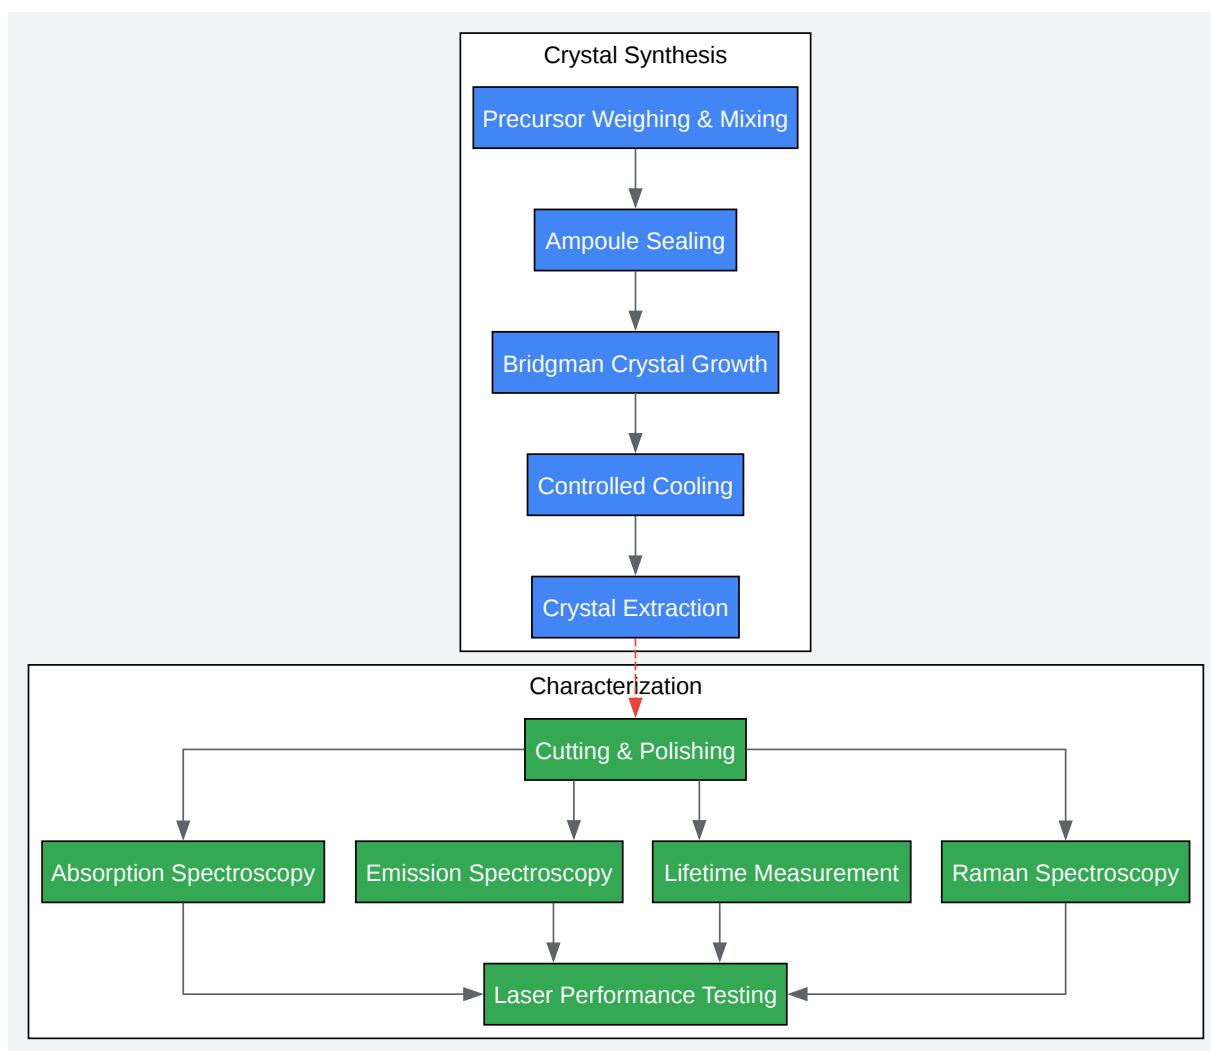 Crystal Synthesis
Precursor Weighing & Mixing
Ampoule Sealing
Bridgman Crystal Growth
Controlled Cooling
Crystal Extraction
Characterization
Cutting & Polishing
Absorption Spectroscopy
Emission Spectroscopy
Lifetime Measurement
Raman Spectroscopy
Laser Performance Testing